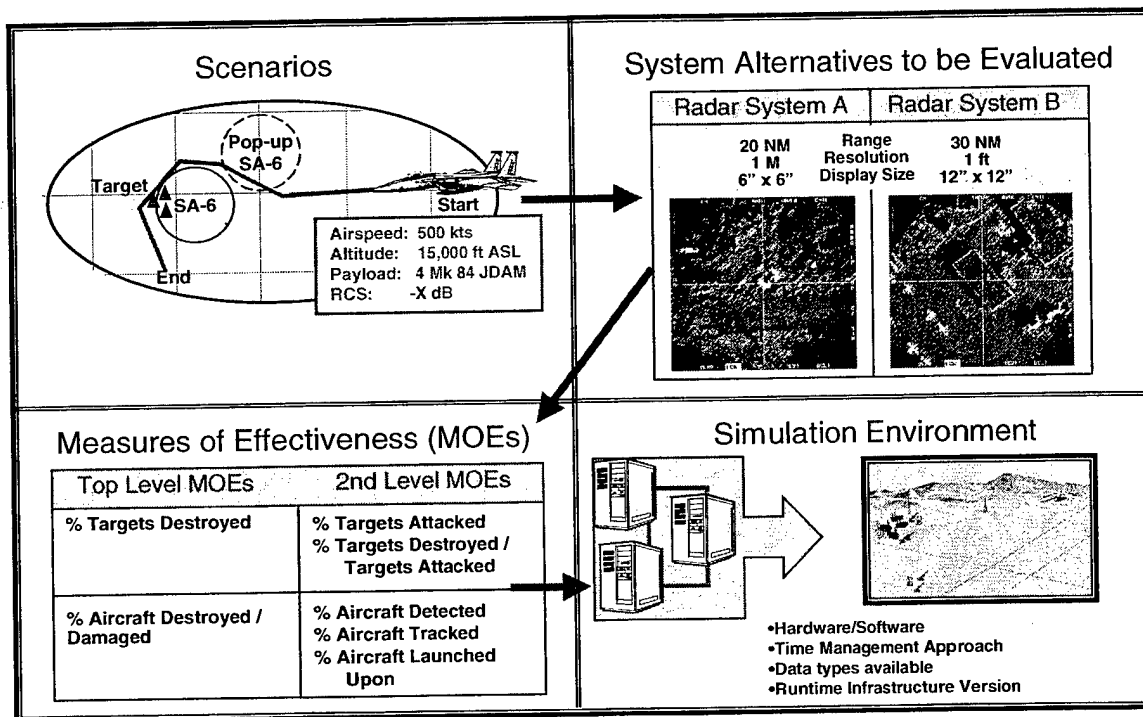 Scenarios
Pop-up
SA-6
Target
SA-6
Start
End
Airspeed: 500 kts
Altitude: 15,000 ft ASL
Payload: 4 Mk 84 JDAM
RCS: -X dB
System Alternatives to be Evaluated
Radar System A Radar System B
20 NM Range 30 NM
1 M Resolution 1 ft
6” x 6” Display Size 12” x 12”
Measures of Effectiveness (MOEs)
Top Level MOEs 2nd Level MOEs
% Targets Destroyed
% Targets Attacked
% Targets Destroyed /
Targets Attacked
% Aircraft Destroyed /
Damaged
% Aircraft Detected
% Aircraft Tracked
% Aircraft Launched
Upon
Simulation Environment
•Hardware/Software
•Time Management Approach
•Data types available
•Runtime Infrastructure Version